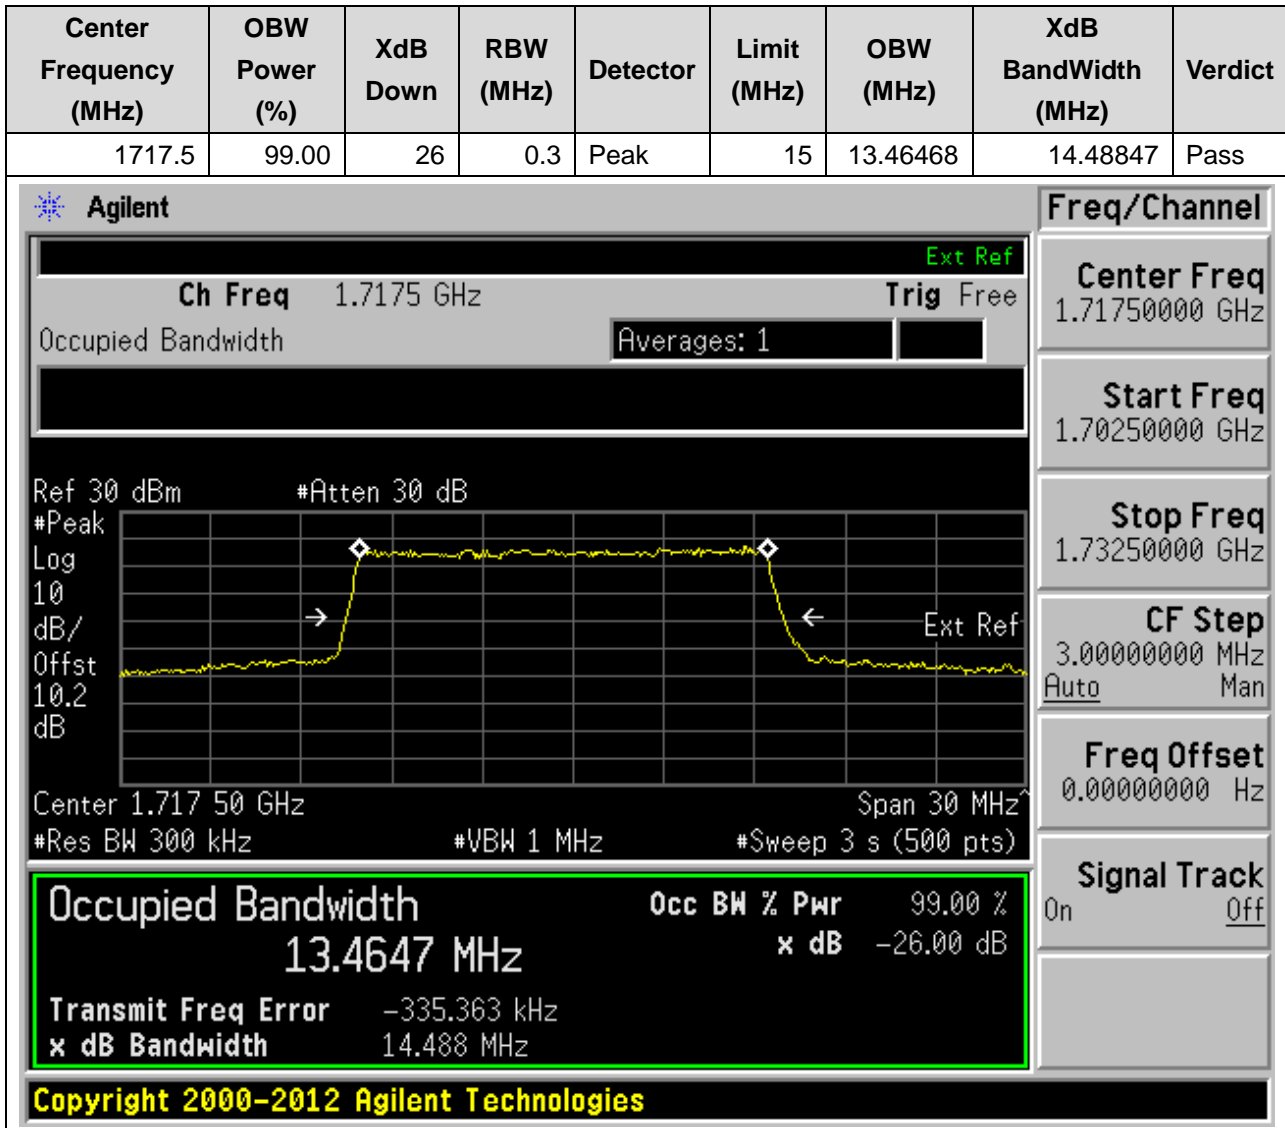 Center Frequency (MHz) OBW Power (%) XdB Down RBW (MHz) Detector Limit (MHz) OBW (MHz) XdB BandWidth (MHz) Verdict
1717.5 99.00 26 0.3 Peak 15 13.46468 14.48847 Pass
Agilent
Freq/Channel
Ext Ref
Ch Freq 1.7175 GHz Trig Free
Occupied Bandwidth Averages: 1
Center Freq
1.71750000 GHz
Start Freq
1.70250000 GHz
Stop Freq
1.73250000 GHz
CF Step
3.00000000 MHz
Auto Man
Freq Offset
0.00000000 Hz
Signal Track
On Off
Ref 30 dBm #Atten 30 dB
#Peak
Log
10
dB/
Offst
10.2
dB
Ext Ref
Center 1.717 50 GHz Span 30 MHz^
#Res BW 300 kHz #VBW 1 MHz #Sweep 3 s (500 pts)
Occupied Bandwidth
13.4647 MHz
Occ BW % Pwr 99.00 %
x dB -26.00 dB
Transmit Freq Error -335.363 kHz
x dB Bandwidth 14.488 MHz
Copyright 2000-2012 Agilent Technologies